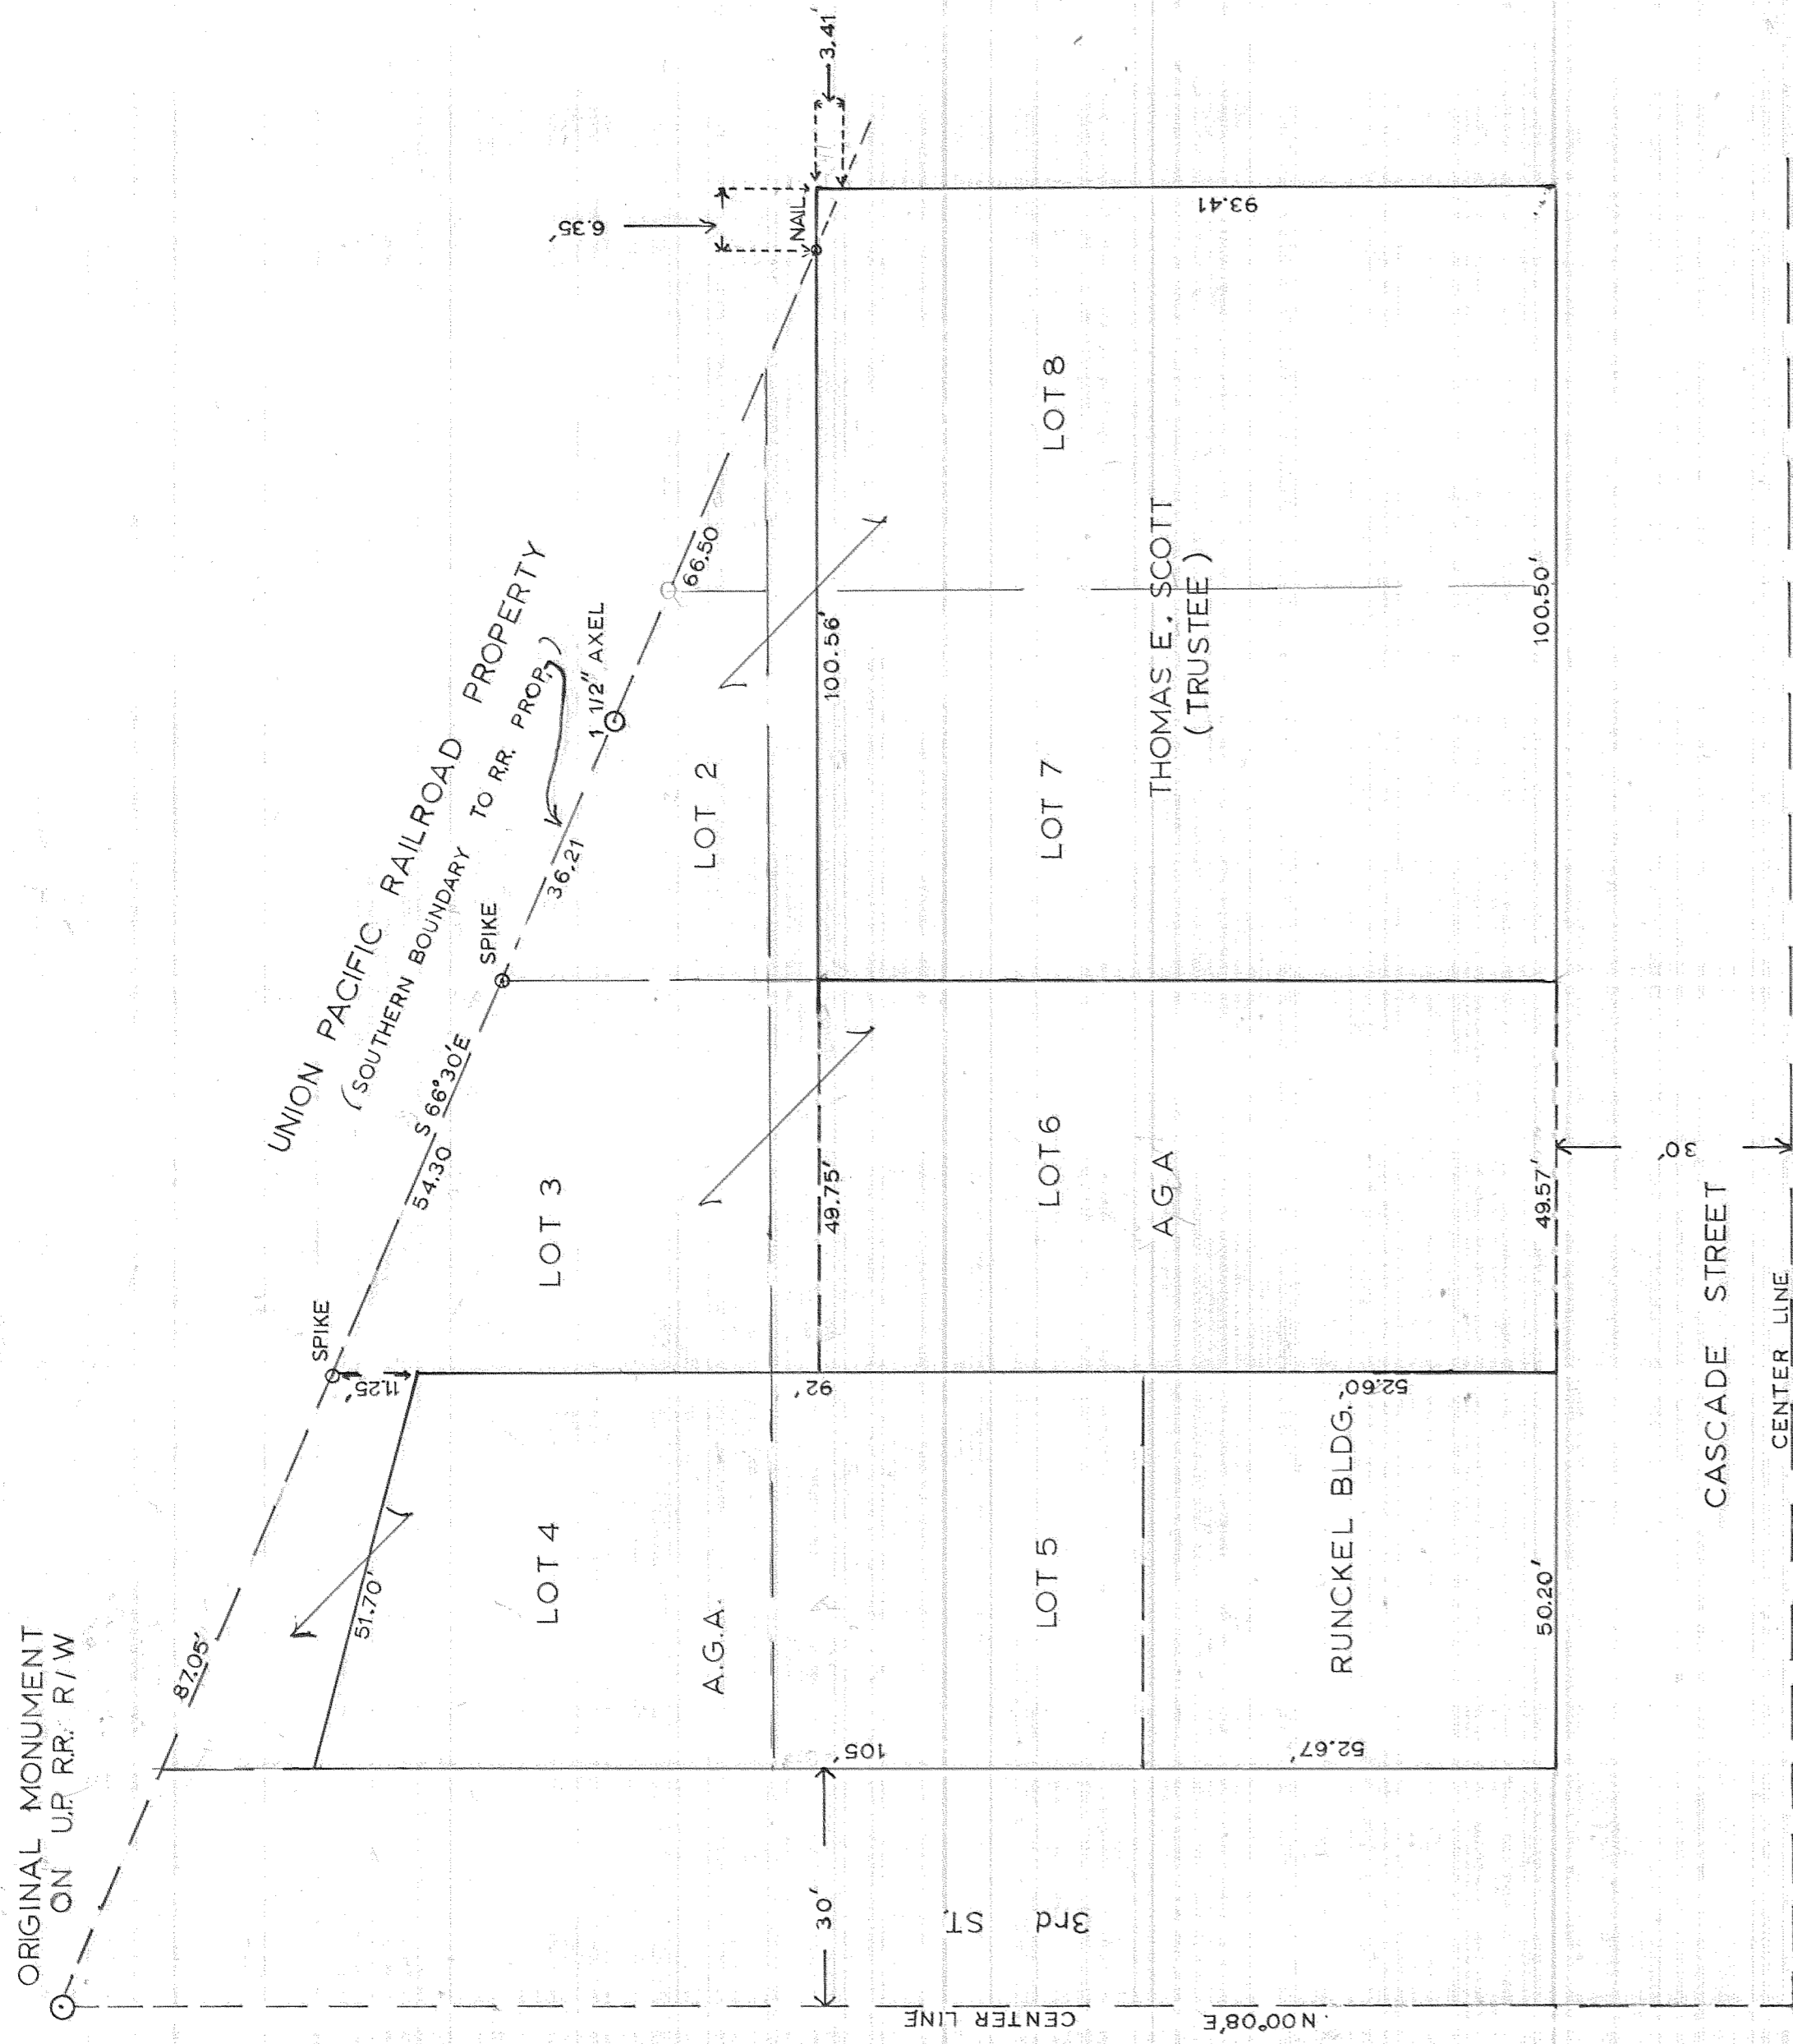 ORIGINAL MONUMENT
ON U.P. R.R. R/W
87.05'
SPIKE
11.25'
51.70'
UNION PACIFIC RAILROAD PROPERTY
(SOUTHERN BOUNDARY TO R.R. PROP.)
S 66°30'E
54.30
SPIKE
36.21
1 1/2" AXEL
66.50
6.35'
NAIL
3.41'
LOT 4
LOT 3
LOT 2
A.G.A.
105'
92'
49.75'
100.56'
93.41
LOT 5
LOT 6
LOT 7
LOT 8
A.G.A
THOMAS E. SCOTT
(TRUSTEE)
RUNCKEL BLDG.
52.67'
52.60'
50.20'
49.57'
100.50'
30'
3rd ST.
CENTER LINE
N00°08'E
30'
CASCADE STREET
CENTER LINE